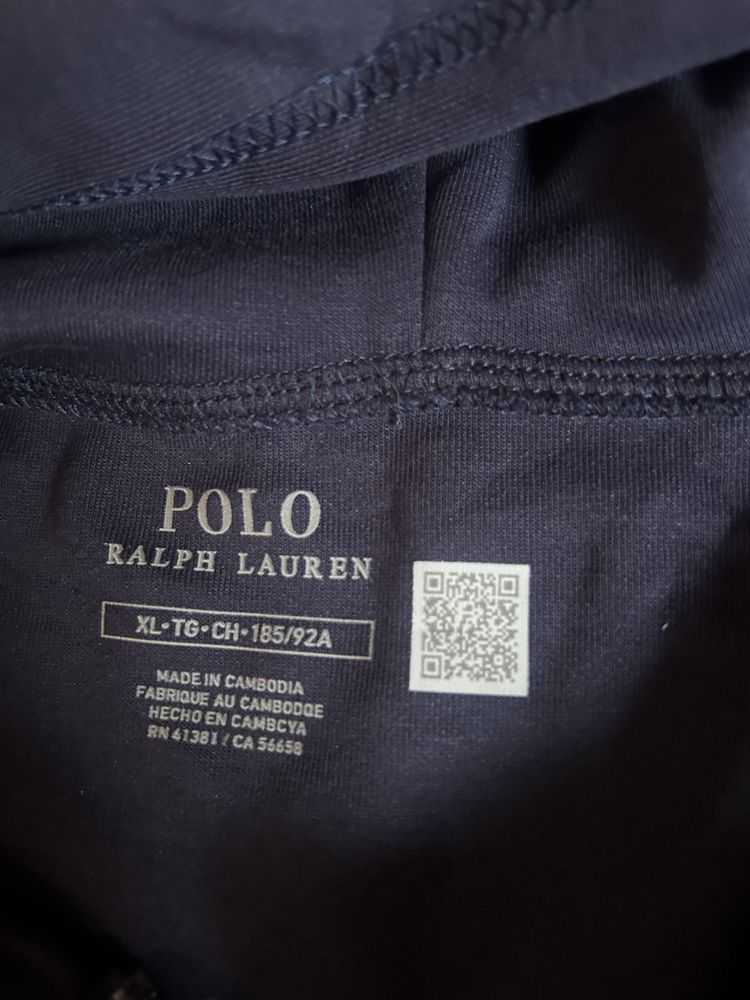 POLO
RALPH LAUREN
XL•TG•CH•185/92A
MADE IN CAMBODIA
FABRIQUE AU CAMBODGE
HECHO EN CAMBOYA
RN 41381 / CA 56658